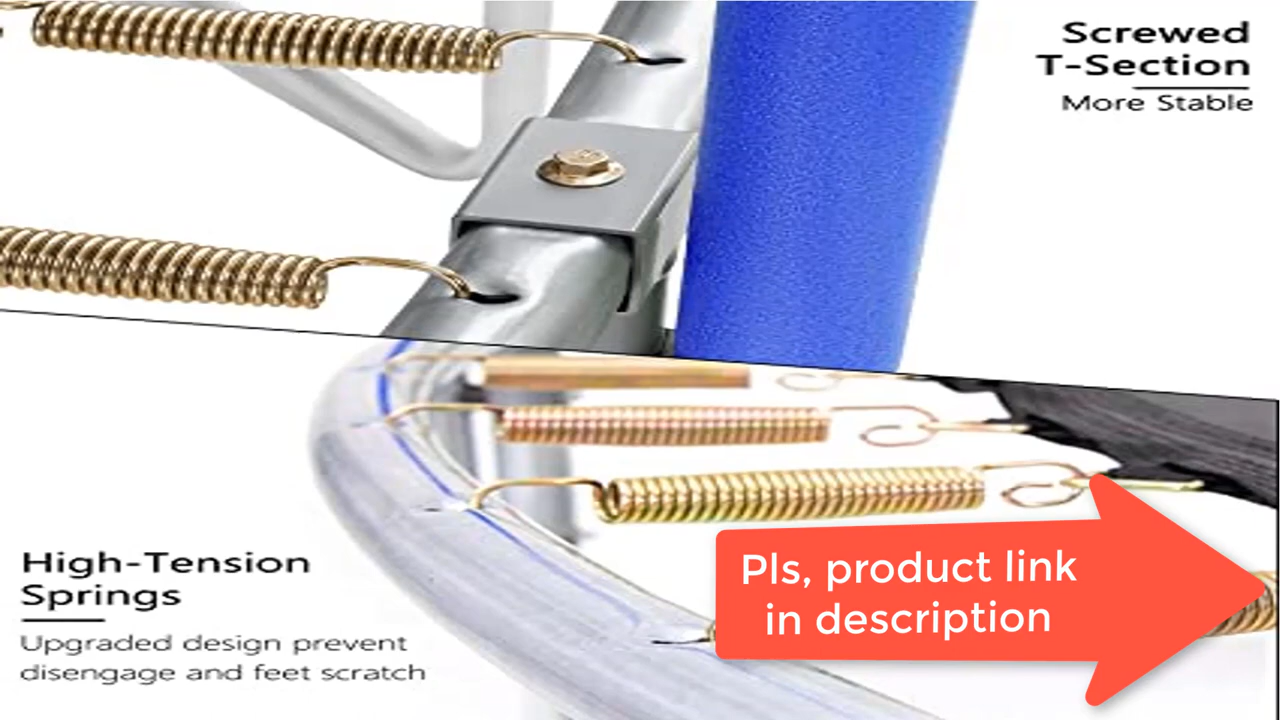 Screwed
T-Section
More Stable
High-Tension
Springs
Upgraded design prevent
disengage and feet scratch
Pls, product link
in description